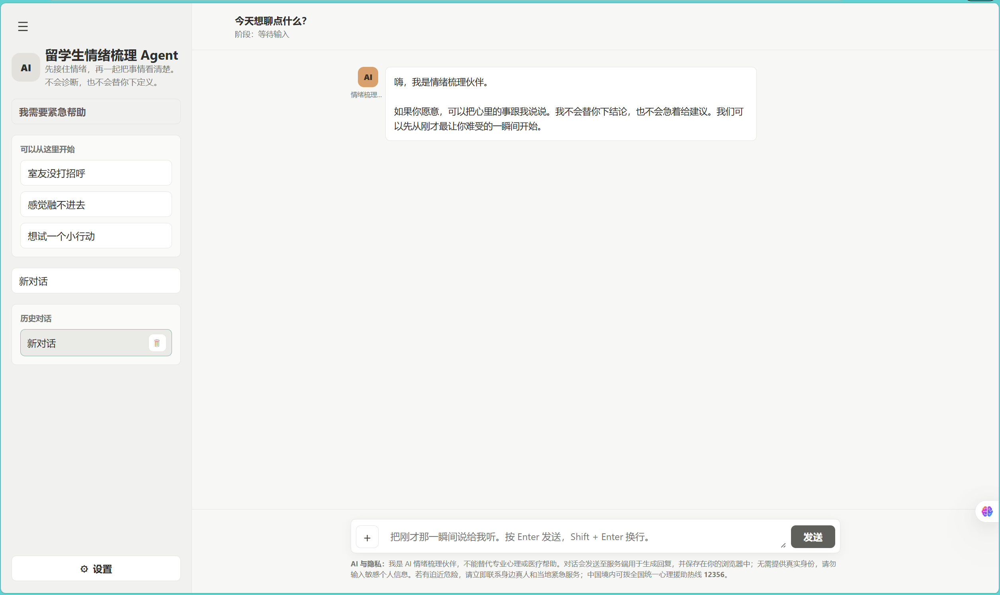 留学生情绪梳理 Agent
AI
先接住情绪，再一起把事情看清楚。
不会诊断，也不会替你下定义。
我需要紧急帮助
可以从这里开始
室友没打招呼
感觉融不进去
想试一个小行动
新对话
历史对话
新对话
设置
今天想聊点什么？
阶段：等待输入
AI
情绪梳理...
嗨，我是情绪梳理伙伴。
如果你愿意，可以把心里的事跟我说说。我不会替你下结论，也不会急着给建议。我们可
以先从刚才最让你难受的一瞬间开始。
+
把刚才那一瞬间说给我听。按 Enter 发送，Shift + Enter 换行。
发送
AI 与隐私：我是 AI 情绪梳理伙伴，不能替代专业心理或医疗帮助。对话会发送至服务端用于生成回复，并保存在你的浏览器中；无需提供真实身份，请勿
输入敏感个人信息。若有迫近危险，请立即联系身边真人和当地紧急服务；中国境内可拨全国统一心理援助热线 12356。